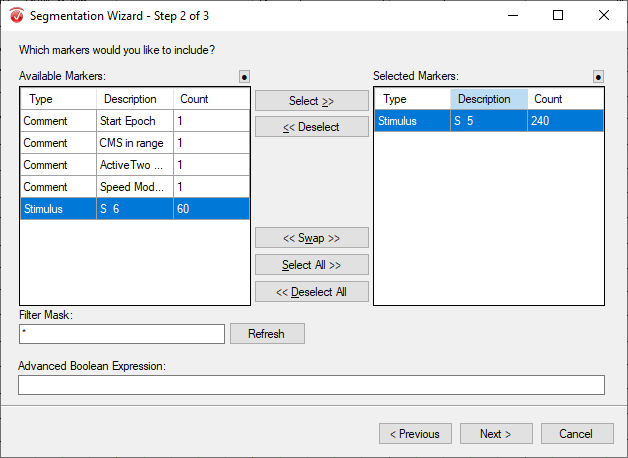 Segmentation Wizard - Step 2 of 3
Which markers would you like to include?
Available Markers:
Type Description Count
Comment Start Epoch 1
Comment CMS in range 1
Comment ActiveTwo ... 1
Comment Speed Mod... 1
Stimulus S 6 60
Select >>
<< Deselect
<< Swap >>
Select All >>
<< Deselect All
Selected Markers:
Type Description Count
Stimulus S 5 240
Filter Mask:
*
Refresh
Advanced Boolean Expression:
< Previous
Next >
Cancel